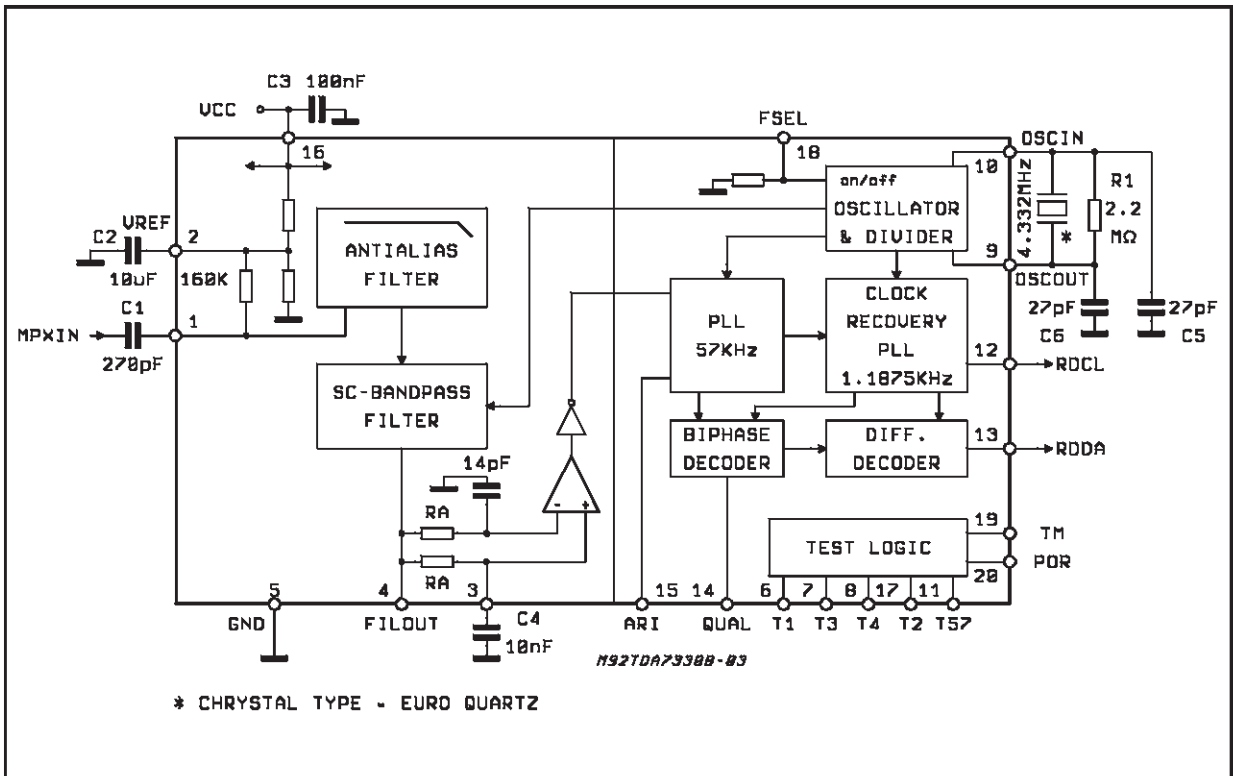 C3 100nF
VCC
FSEL
16
18
OSCIN
10
on/off
OSCILLATOR
& DIVIDER
4.332MHz
*
R1
2.2
MΩ
VREF
C2
2
10uF
160K
ANTIALIAS
FILTER
9
OSCOUT
C1
1
MPXIN
270pF
PLL
57KHz
CLOCK
RECOVERY
PLL
1.1875KHz
27pF
C6
27pF
C5
12
RDCL
SC-BANDPASS
FILTER
BIPHASE
DECODER
DIFF.
DECODER
13
RDDA
14pF
- +
RA
RA
TEST LOGIC
19
TM
20
POR
5
4
3
15
14
6
7
8
17
11
GND
FILOUT
C4
10nF
ARI
QUAL
T1
T3
T4
T2
T57
M92TDA7330B-03
* CHRYSTAL TYPE - EURO QUARTZ